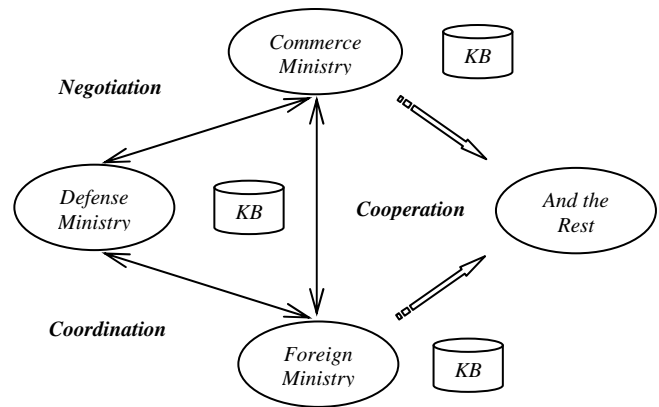 Commerce
Ministry
KB
Negotiation
Defense
Ministry
KB
Cooperation
And the
Rest
Coordination
Foreign
Ministry
KB